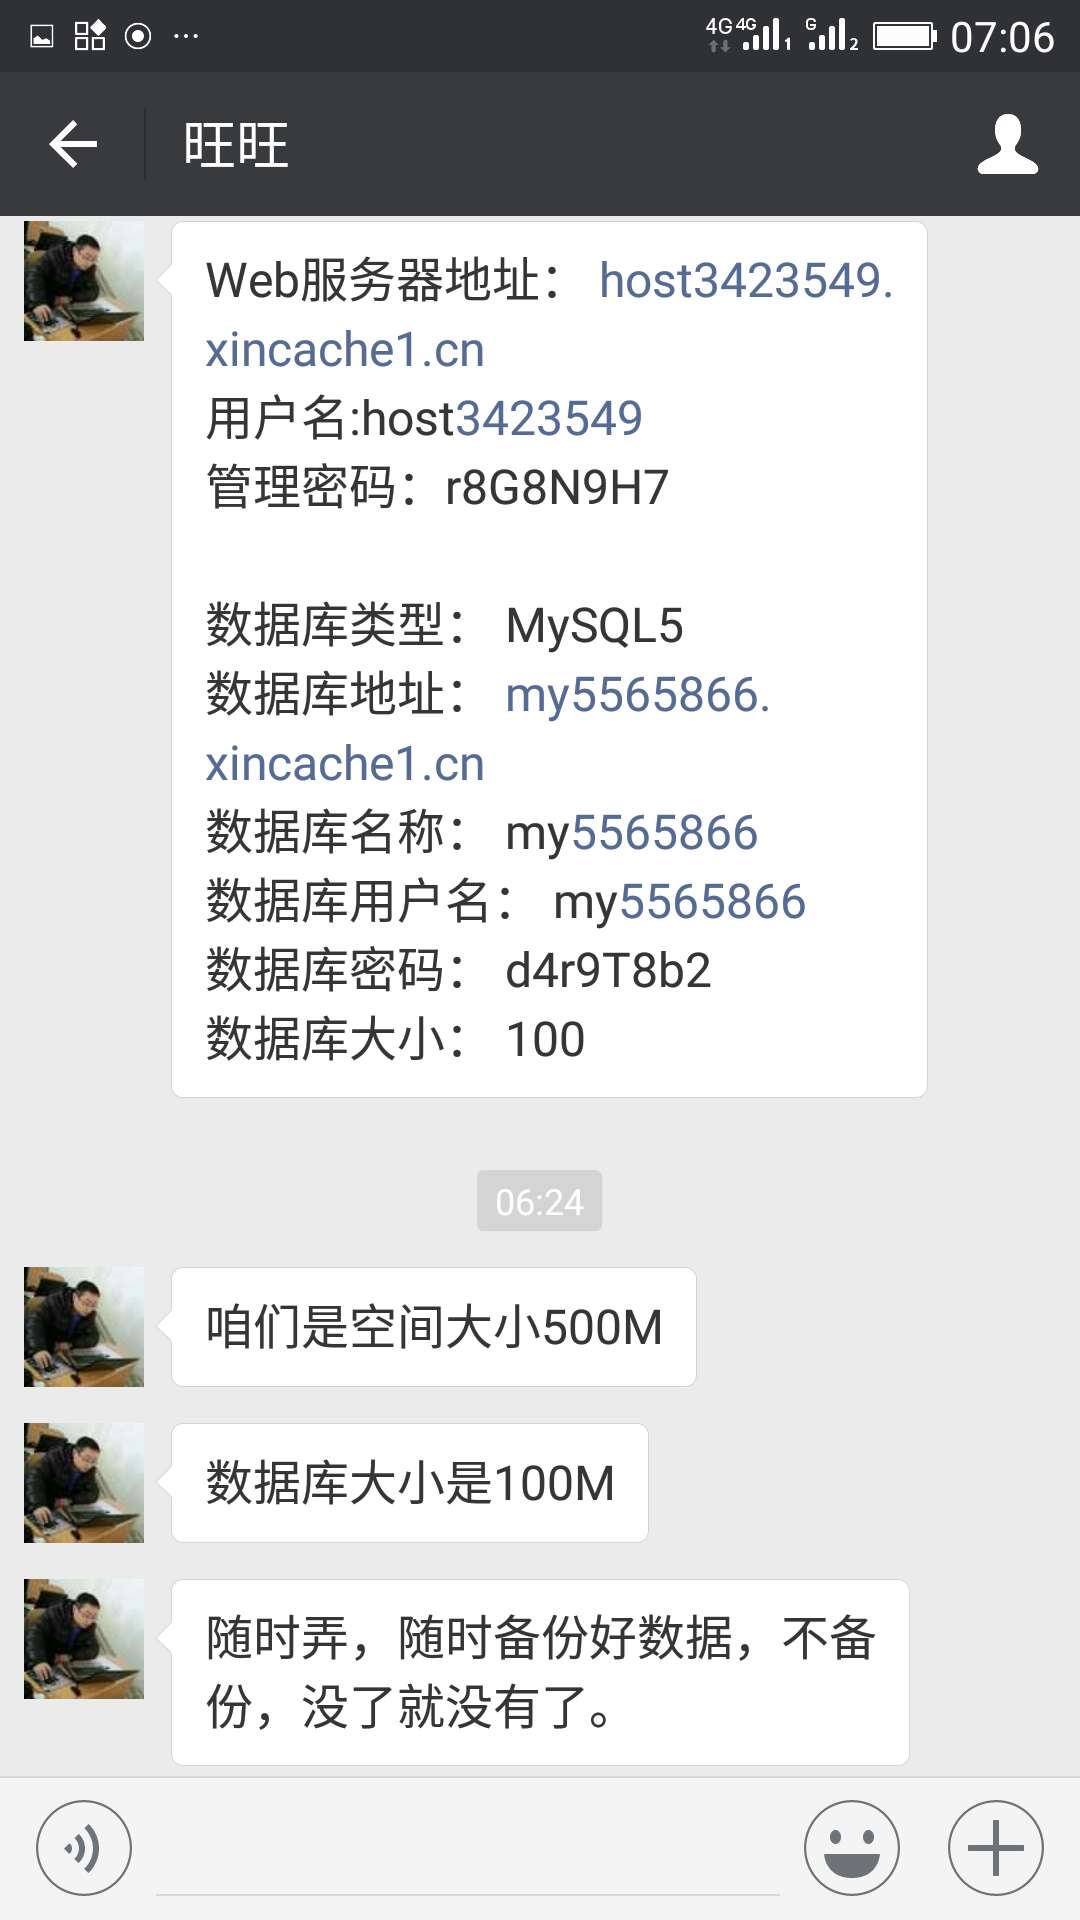 4G 4G 1 G 2 07:06
旺旺
Web服务器地址： host3423549.
xincache1.cn
用户名:host3423549
管理密码：r8G8N9H7
数据库类型： MySQL5
数据库地址： my5565866.
xincache1.cn
数据库名称： my5565866
数据库用户名： my5565866
数据库密码： d4r9T8b2
数据库大小： 100
06:24
咱们是空间大小500M
数据库大小是100M
随时弄，随时备份好数据，不备
份，没了就没有了。